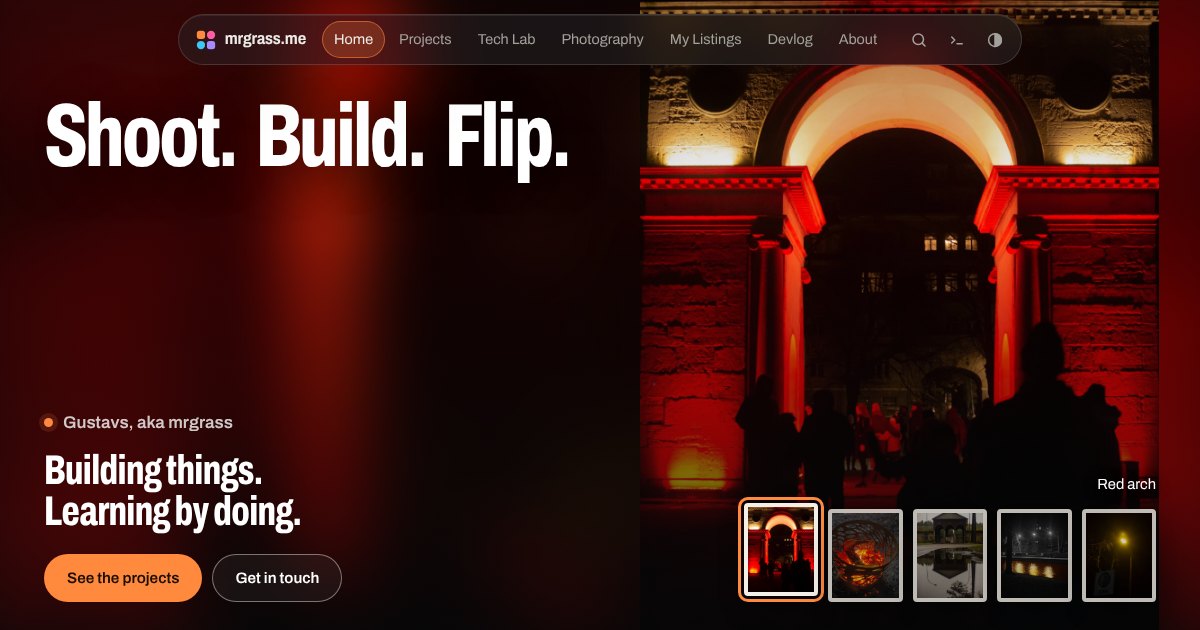 mrgrass.me Home Projects Tech Lab Photography My Listings Devlog About
Shoot. Build. Flip.
Gustavs, aka mrgrass
Building things.
Learning by doing.
See the projects Get in touch
Red arch